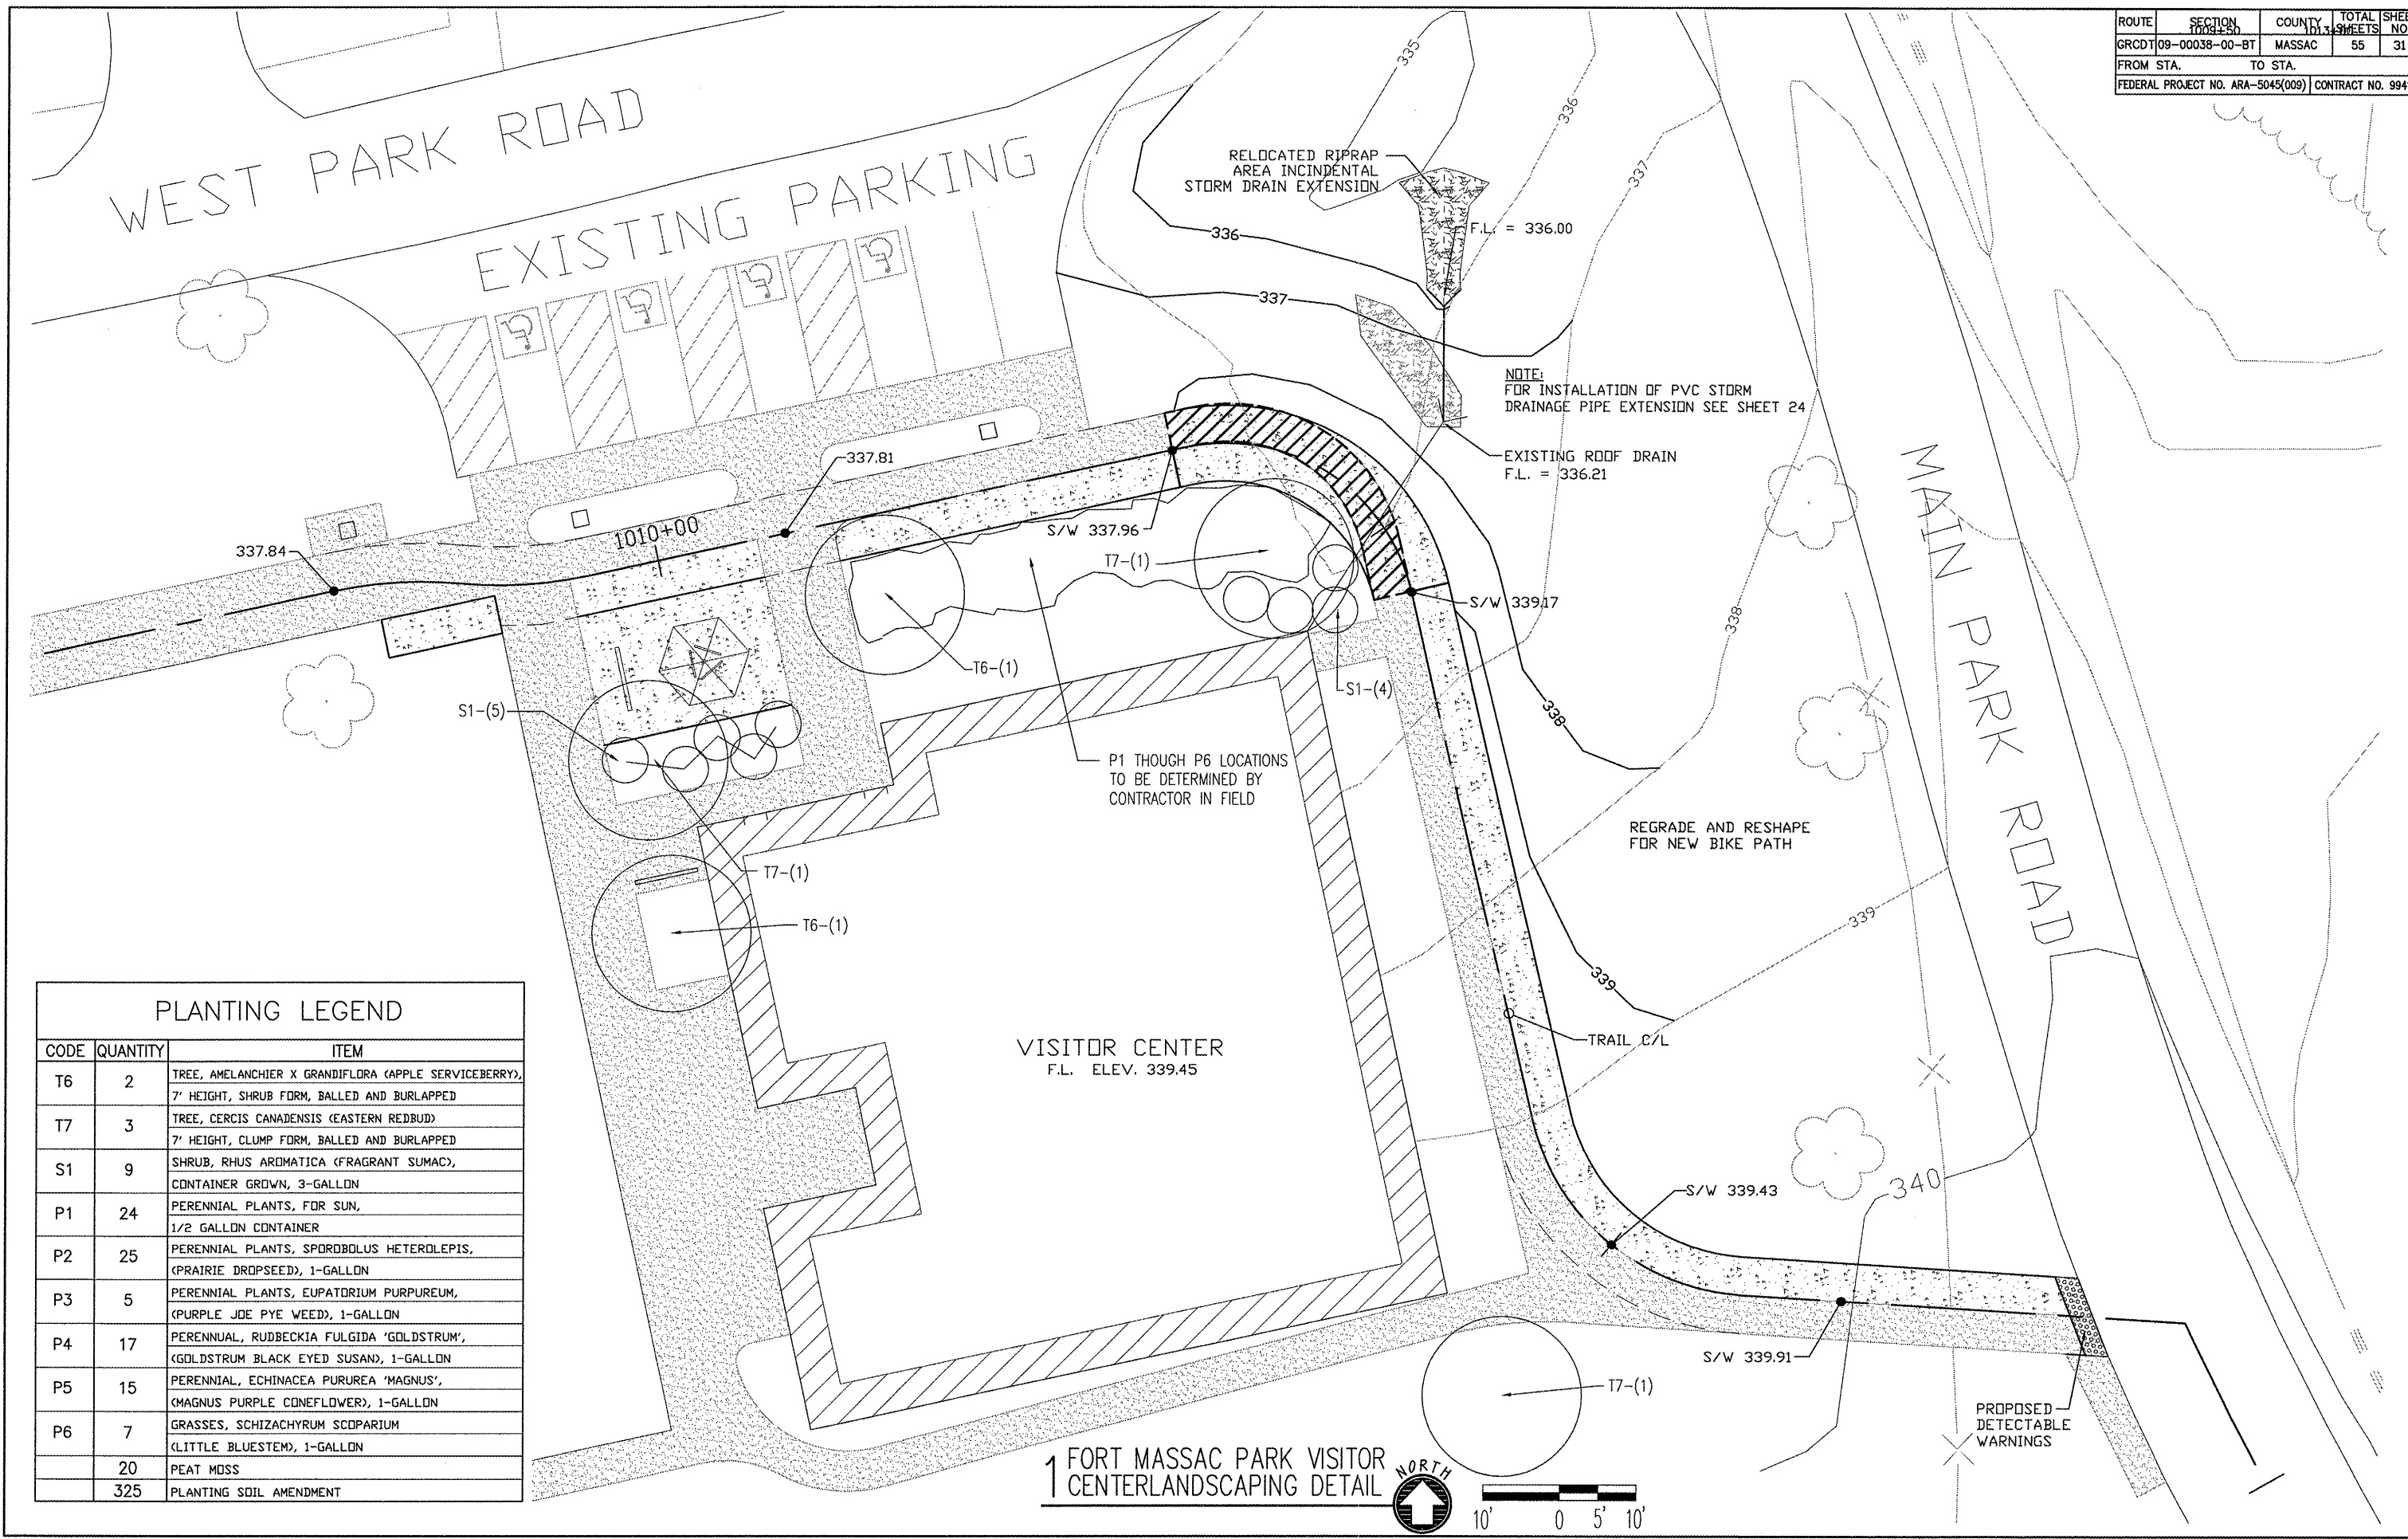 ROUTE SECTION COUNTY TOTAL SHEETS SHEE NO
1009+50 1013+00
GRCDT 09-00038-00-BT MASSAC 55 31
FROM STA. TO STA.
FEDERAL PROJECT NO. ARA-5045(009) CONTRACT NO. 994
WEST PARK ROAD
EXISTING PARKING
335
336
337
RELOCATED RIPRAP
AREA INCINDENTAL
STORM DRAIN EXTENSION
F.L. = 336.00
336
337
NOTE:
FOR INSTALLATION OF PVC STORM
DRAINAGE PIPE EXTENSION SEE SHEET 24
EXISTING ROOF DRAIN
F.L. = 336.21
MAIN PARK ROAD
337.81
337.84
1010+00
S/W 337.96
T7-(1)
S/W 339.17
338
T6-(1)
S1-(4)
S1-(5)
338
P1 THOUGH P6 LOCATIONS
TO BE DETERMINED BY
CONTRACTOR IN FIELD
REGRADE AND RESHAPE
FOR NEW BIKE PATH
T7-(1)
T6-(1)
339
339
TRAIL C/L
VISITOR CENTER
F.L. ELEV. 339.45
340
S/W 339.43
S/W 339.91
T7-(1)
PROPOSED
DETECTABLE
WARNINGS
PLANTING LEGEND
CODE QUANTITY ITEM
T6 2 TREE, AMELANCHIER X GRANDIFLORA (APPLE SERVICEBERRY),
7' HEIGHT, SHRUB FORM, BALLED AND BURLAPPED
T7 3 TREE, CERCIS CANADENSIS (EASTERN REDBUD)
7' HEIGHT, CLUMP FORM, BALLED AND BURLAPPED
S1 9 SHRUB, RHUS AROMATICA (FRAGRANT SUMAC),
CONTAINER GROWN, 3-GALLON
P1 24 PERENNIAL PLANTS, FOR SUN,
1/2 GALLON CONTAINER
P2 25 PERENNIAL PLANTS, SPOROBOLUS HETEROLEPIS,
(PRAIRIE DROPSEED), 1-GALLON
P3 5 PERENNIAL PLANTS, EUPATORIUM PURPUREUM,
(PURPLE JOE PYE WEED), 1-GALLON
P4 17 PERENNUAL, RUDBECKIA FULGIDA 'GOLDSTRUM',
(GOLDSTRUM BLACK EYED SUSAN), 1-GALLON
P5 15 PERENNIAL, ECHINACEA PURUREA 'MAGNUS',
(MAGNUS PURPLE CONEFLOWER), 1-GALLON
P6 7 GRASSES, SCHIZACHYRUM SCOPARIUM
(LITTLE BLUESTEM), 1-GALLON
20 PEAT MOSS
325 PLANTING SOIL AMENDMENT
1 FORT MASSAC PARK VISITOR
CENTERLANDSCAPING DETAIL
NORTH
10' 0 5' 10'